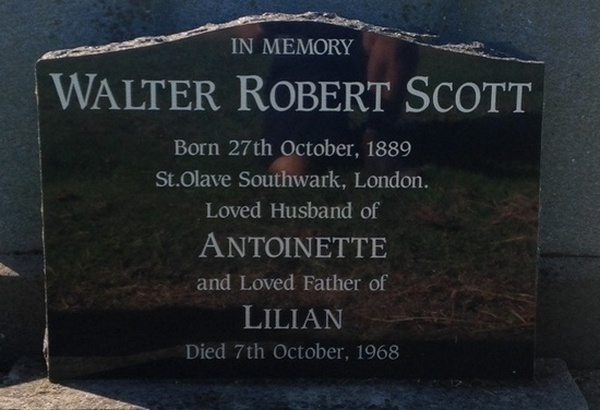 IN MEMORY
WALTER ROBERT SCOTT
Born 27th October, 1889
St.Olave Southwark, London.
Loved Husband of
ANTOINETTE
and Loved Father of
LILIAN
Died 7th October, 1968